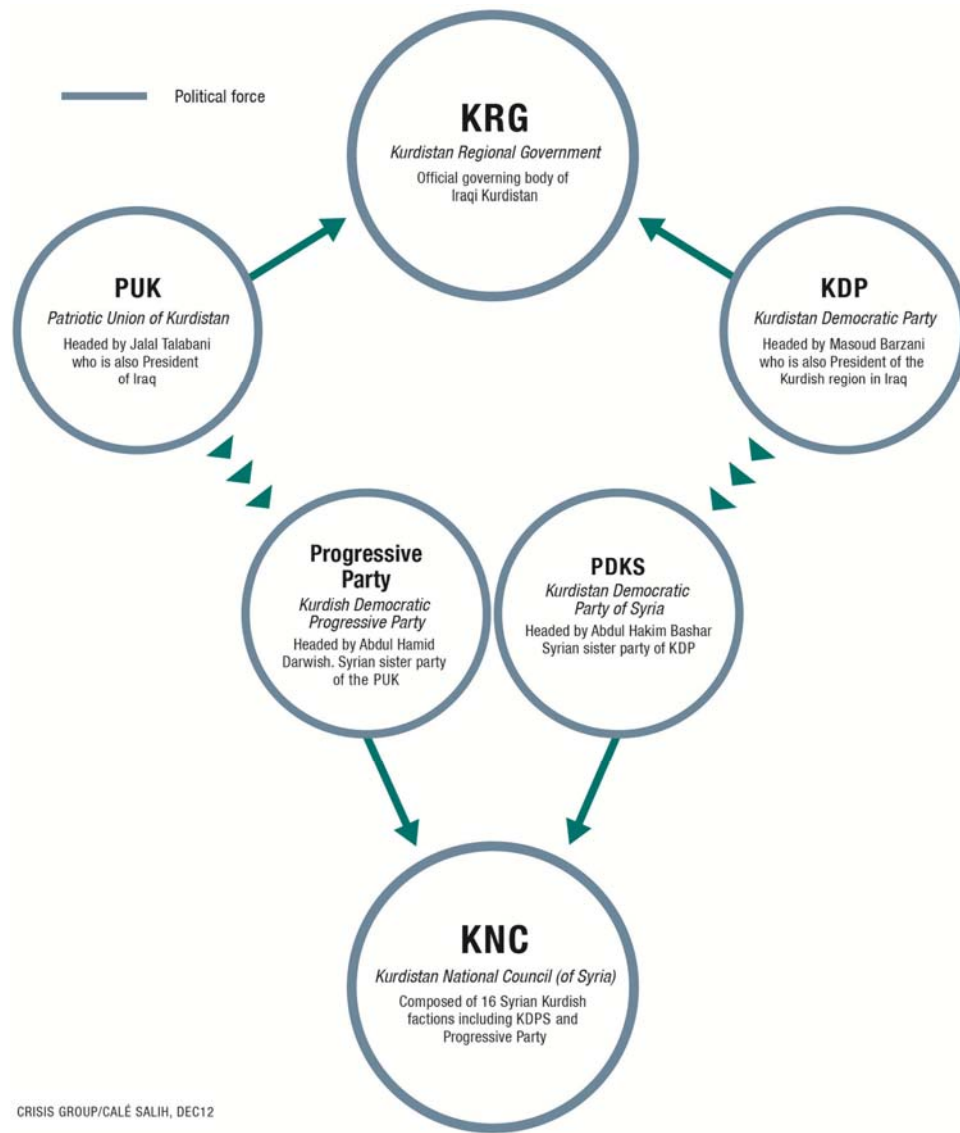 Political force
KRG
Kurdistan Regional Government
Official governing body of
Iraqi Kurdistan
PUK
Patriotic Union of Kurdistan
Headed by Jalal Talabani
who is also President
of Iraq
KDP
Kurdistan Democratic Party
Headed by Masoud Barzani
who is also President of the
Kurdish region in Iraq
Progressive
Party
Kurdish Democratic
Progressive Party
Headed by Abdul Hamid
Darwish. Syrian sister party
of the PUK
PDKS
Kurdistan Democratic
Party of Syria
Headed by Abdul Hakim Bashar
Syrian sister party of KDP
KNC
Kurdistan National Council (of Syria)
Composed of 16 Syrian Kurdish
factions including KDPS and
Progressive Party
CRISIS GROUP/CALÉ SALIH, DEC12